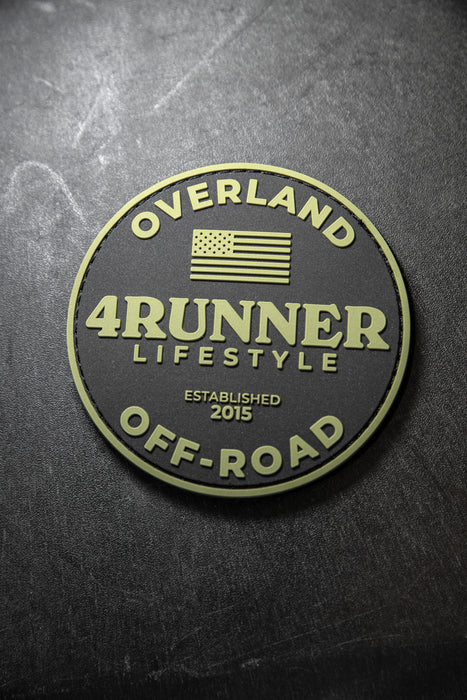 OVERLAND
4RUNNER
LIFESTYLE
ESTABLISHED
2015
OFF-ROAD